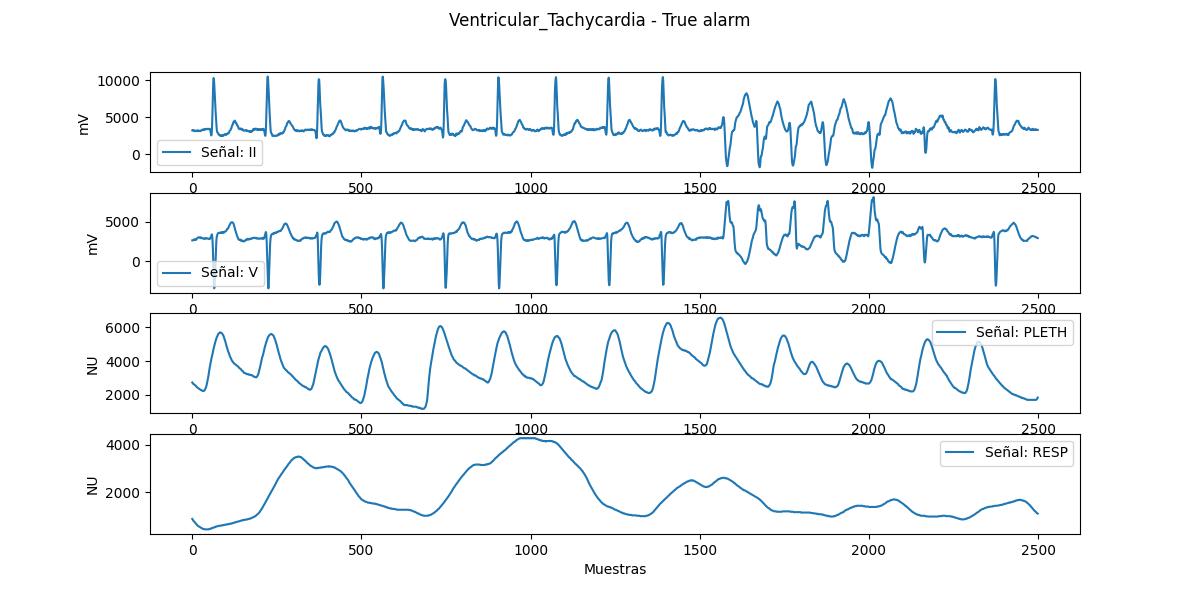 Ventricular_Tachycardia - True alarm
10000
5000
0
mV
Señal: II
0 500 1000 1500 2000 2500
5000
0
mV
Señal: V
0 500 1000 1500 2000 2500
6000
4000
2000
NU
Señal: PLETH
0 500 1000 1500 2000 2500
4000
2000
NU
Señal: RESP
0 500 1000 1500 2000 2500
Muestras